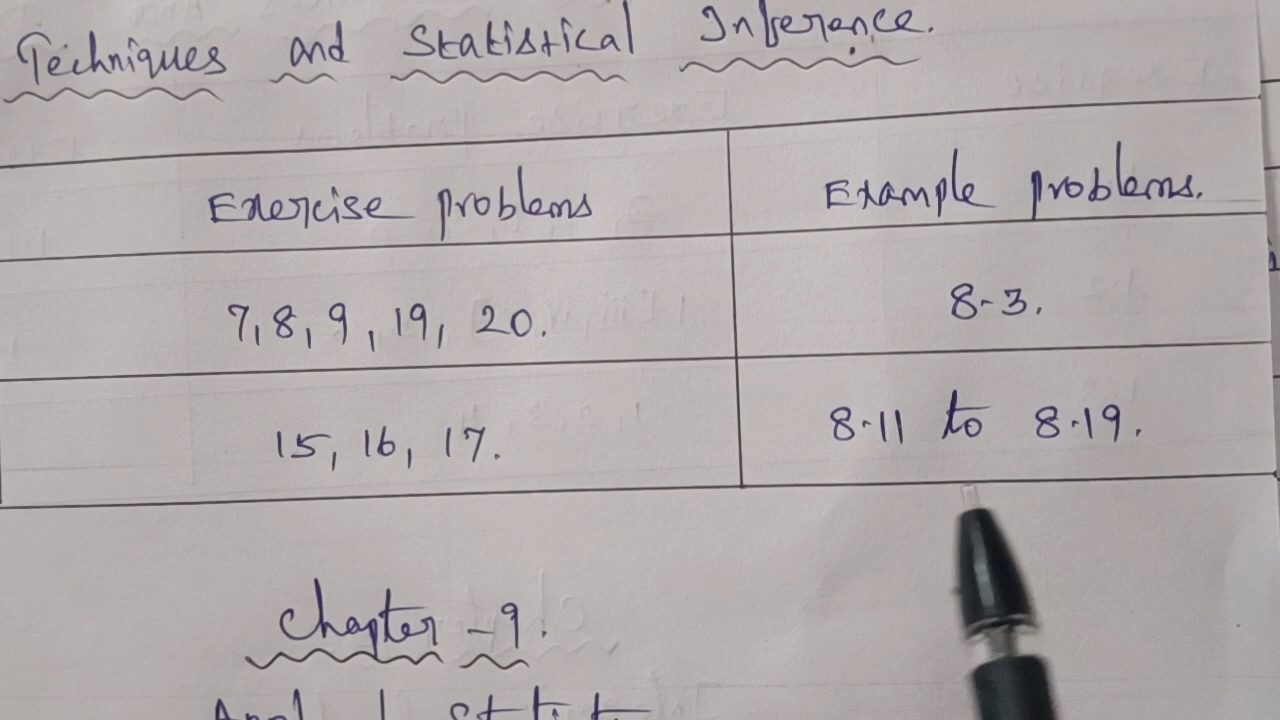 Techniques and Statistical Inference.
Exercise problems Example problems.
7, 8, 9, 19, 20. 8.3.
15, 16, 17. 8.11 to 8.19.
Chapter - 9.